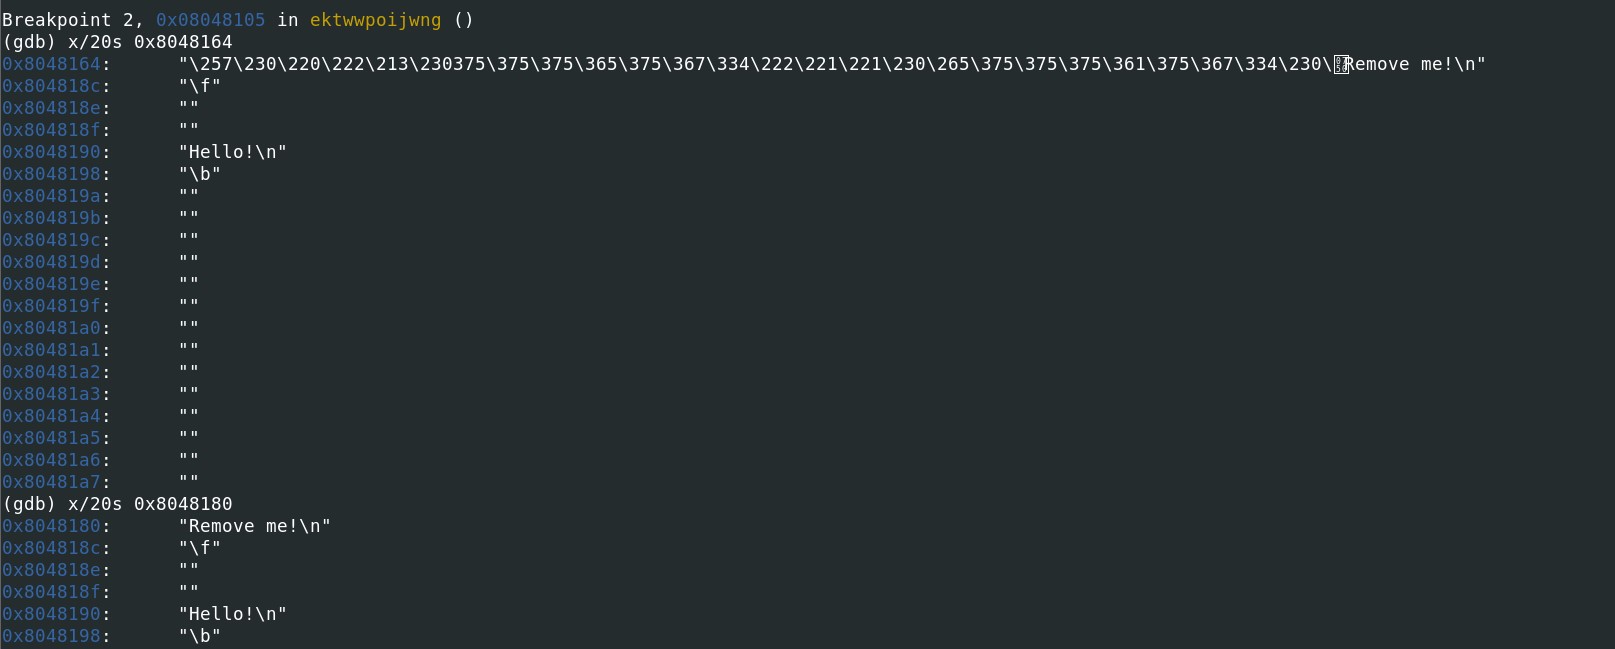 Breakpoint 2, 0x08048105 in ektwwpoijwng ()
(gdb) x/20s 0x8048164
0x8048164:      "\257\230\220\222\213\230375\375\375\365\375\367\334\222\221\221\230\265\375\375\375\361\375\367\334\230\Remove me!\n"
0x804818c:      "\f"
0x804818e:      ""
0x804818f:      ""
0x8048190:      "Hello!\n"
0x8048198:      "\b"
0x804819a:      ""
0x804819b:      ""
0x804819c:      ""
0x804819d:      ""
0x804819e:      ""
0x804819f:      ""
0x80481a0:      ""
0x80481a1:      ""
0x80481a2:      ""
0x80481a3:      ""
0x80481a4:      ""
0x80481a5:      ""
0x80481a6:      ""
0x80481a7:      ""
(gdb) x/20s 0x8048180
0x8048180:      "Remove me!\n"
0x804818c:      "\f"
0x804818e:      ""
0x804818f:      ""
0x8048190:      "Hello!\n"
0x8048198:      "\b"